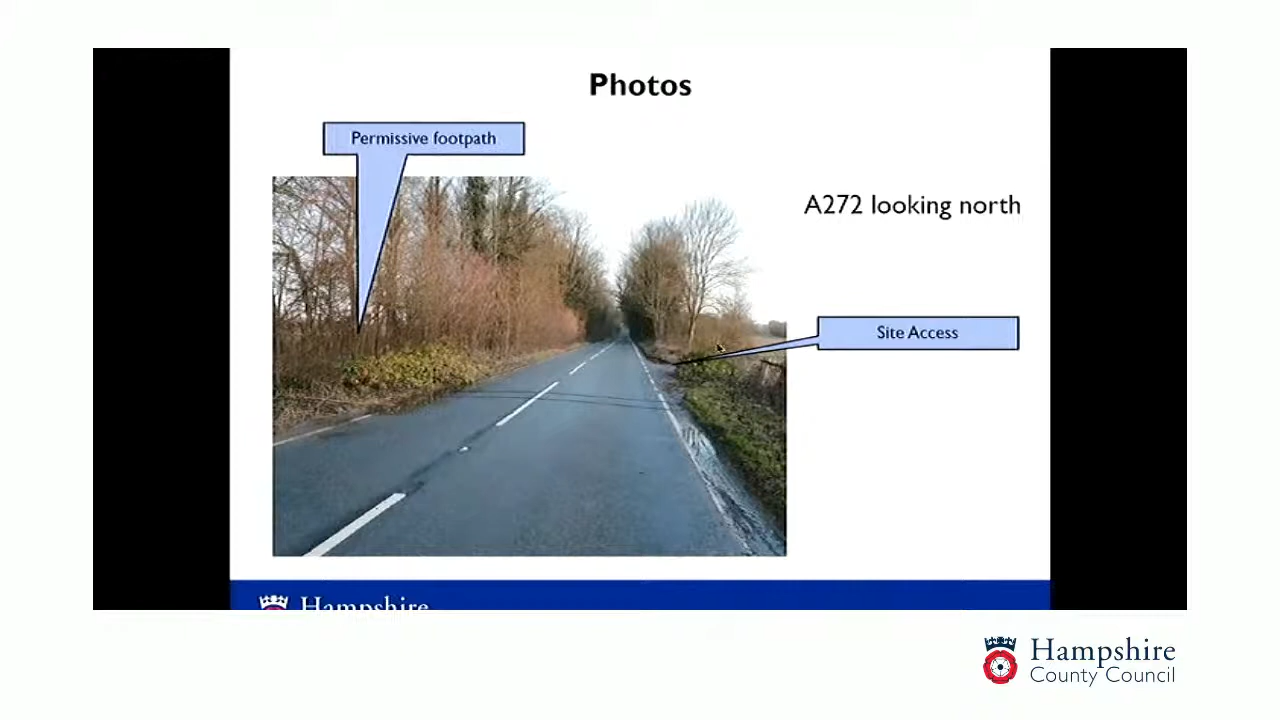 Photos
Permissive footpath
A272 looking north
Site Access
Hampshire
Hampshire
County Council